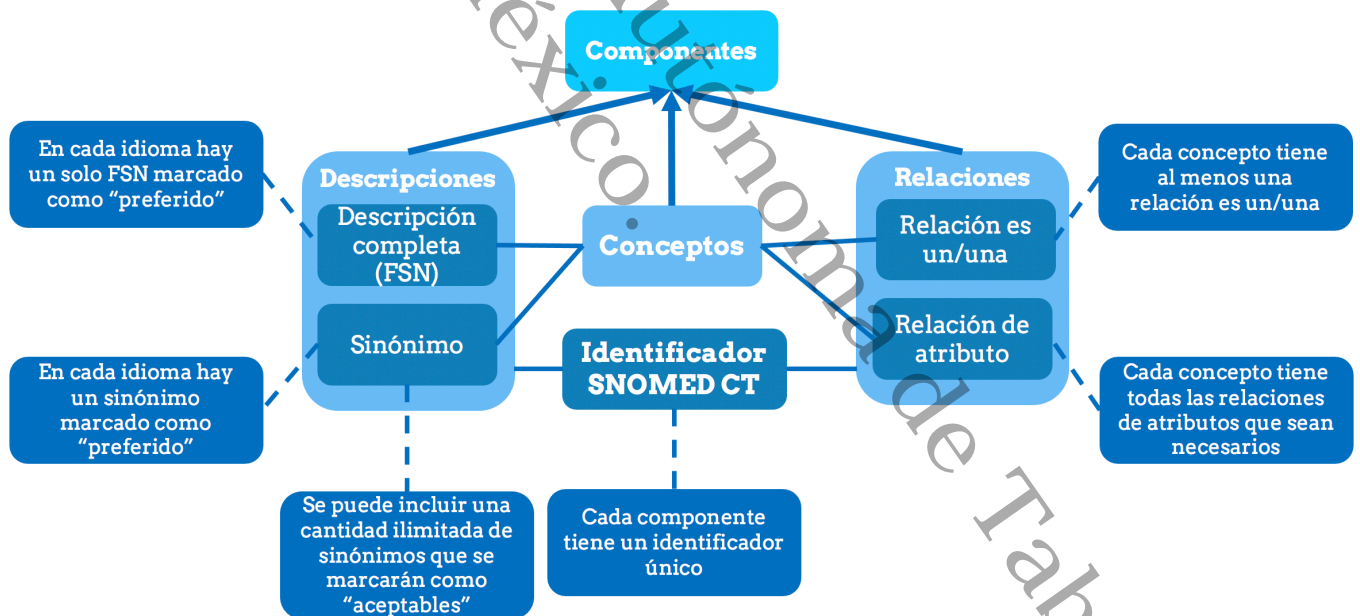 Componentes
En cada idioma hay
un solo FSN marcado
como “preferido”
Descripciones
Descripción
completa
(FSN)
Sinónimo
En cada idioma hay
un sinónimo
marcado como
“preferido”
Se puede incluir una
cantidad ilimitada de
sinónimos que se
marcarán como
“aceptables”
Conceptos
Identificador
SNOMED CT
Cada componente
tiene un identificador
único
Relaciones
Relación es
un/una
Relación de
atributo
Cada concepto tiene
al menos una
relación es un/una
Cada concepto tiene
todas las relaciones
de atributos que sean
necesarios
éxico.
utónoma de Tab